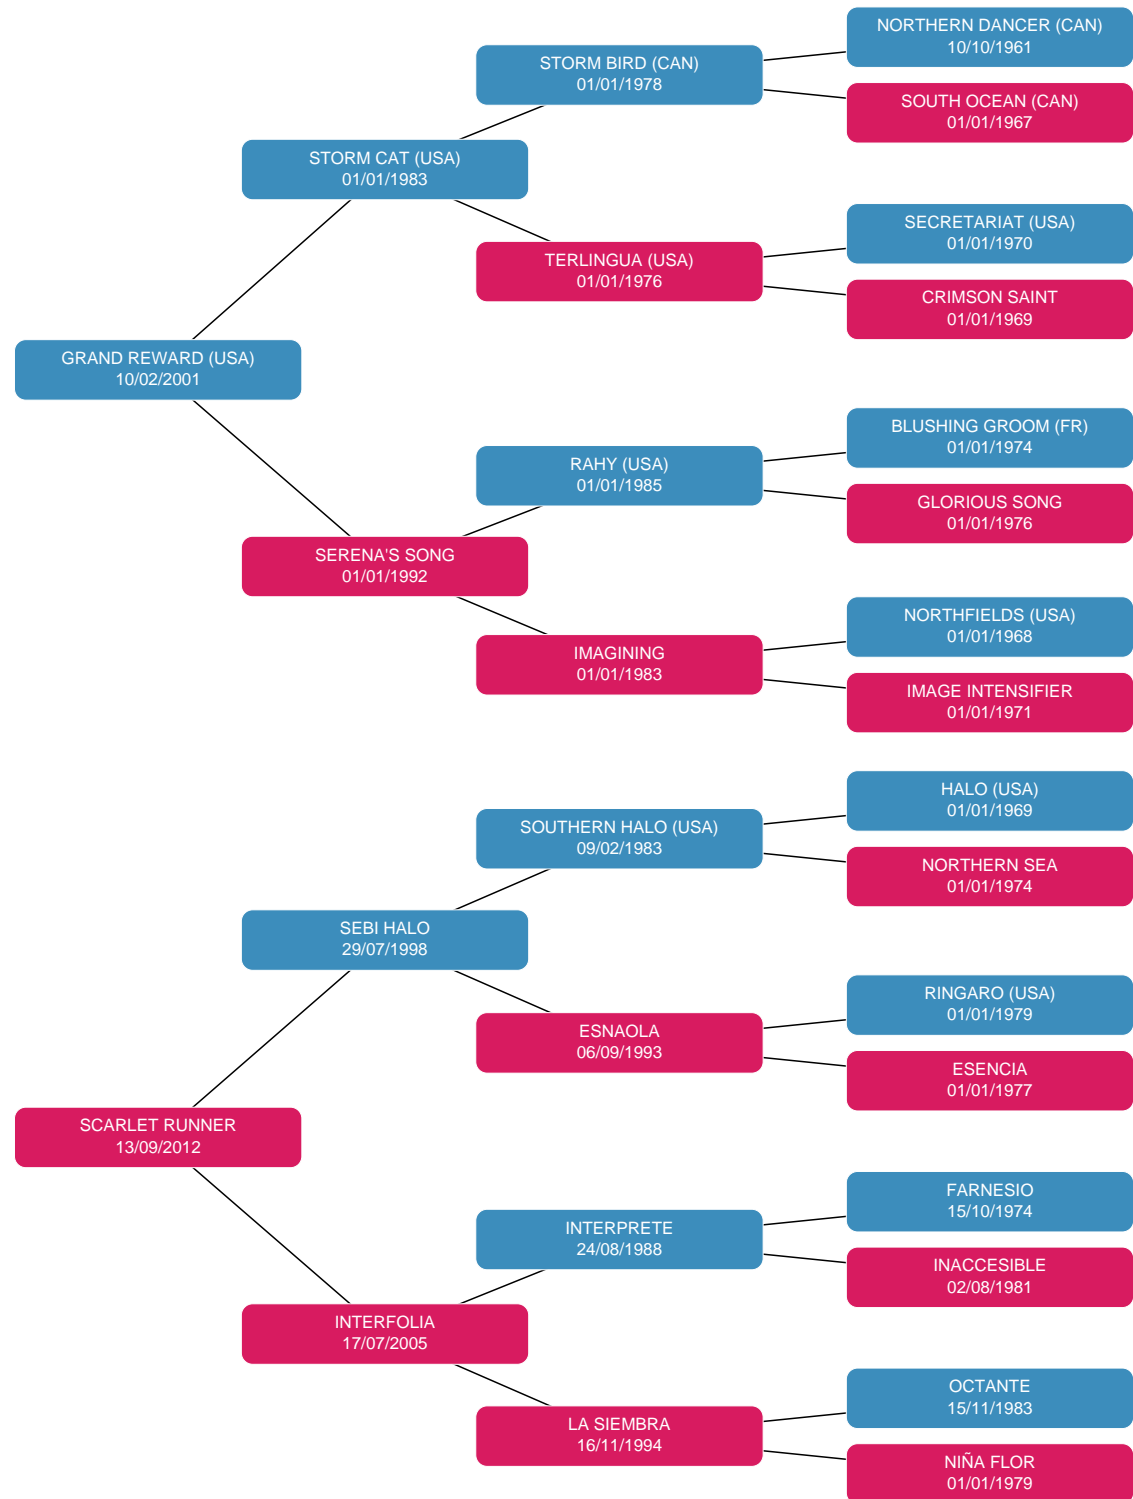 NORTHERN DANCER (CAN)
10/10/1961
STORM BIRD (CAN)
01/01/1978
SOUTH OCEAN (CAN)
01/01/1967
STORM CAT (USA)
01/01/1983
SECRETARIAT (USA)
01/01/1970
TERLINGUA (USA)
01/01/1976
CRIMSON SAINT
01/01/1969
GRAND REWARD (USA)
10/02/2001
BLUSHING GROOM (FR)
01/01/1974
RAHY (USA)
01/01/1985
GLORIOUS SONG
01/01/1976
SERENA'S SONG
01/01/1992
NORTHFIELDS (USA)
01/01/1968
IMAGINING
01/01/1983
IMAGE INTENSIFIER
01/01/1971
HALO (USA)
01/01/1969
SOUTHERN HALO (USA)
09/02/1983
NORTHERN SEA
01/01/1974
SEBI HALO
29/07/1998
RINGARO (USA)
01/01/1979
ESNAOLA
06/09/1993
ESENCIA
01/01/1977
SCARLET RUNNER
13/09/2012
FARNESIO
15/10/1974
INTERPRETE
24/08/1988
INACCESIBLE
02/08/1981
INTERFOLIA
17/07/2005
OCTANTE
15/11/1983
LA SIEMBRA
16/11/1994
NIÑA FLOR
01/01/1979